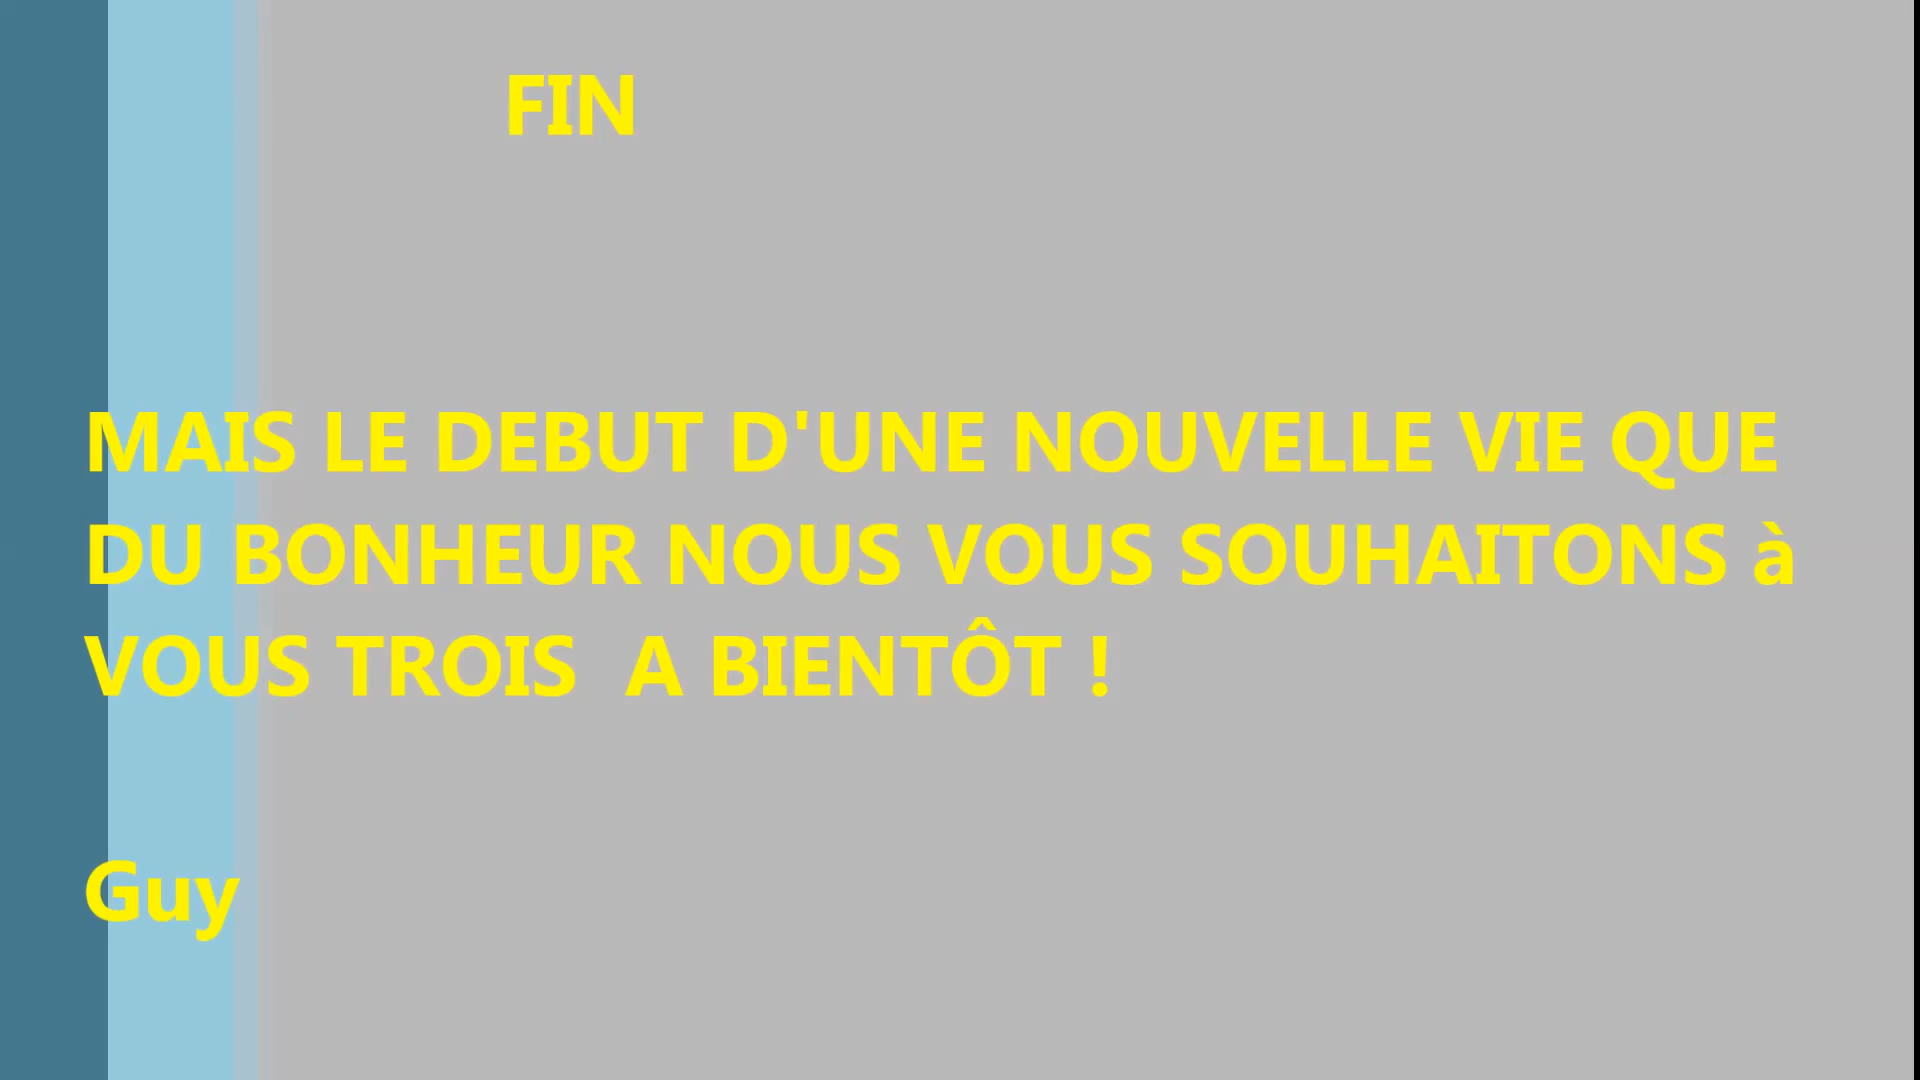 FIN
MAIS LE DEBUT D'UNE NOUVELLE VIE QUE
DU BONHEUR NOUS VOUS SOUHAITONS à
VOUS TROIS  A BIENTÔT !
Guy